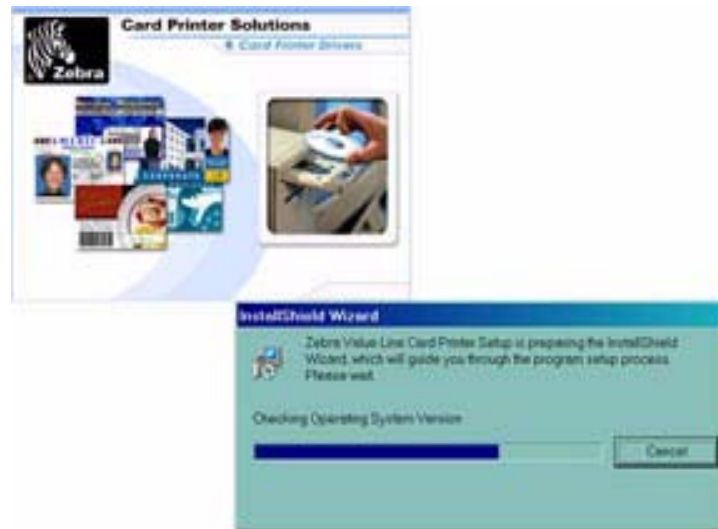 Card Printer Solutions
Card Printer Drivers
Zebra
InstallShield Wizard
Zebra Value Line Card Printer Setup is preparing the InstallShield
Wizard, which will guide you through the program setup process.
Please wait.
Checking Operating System Version
Cancel